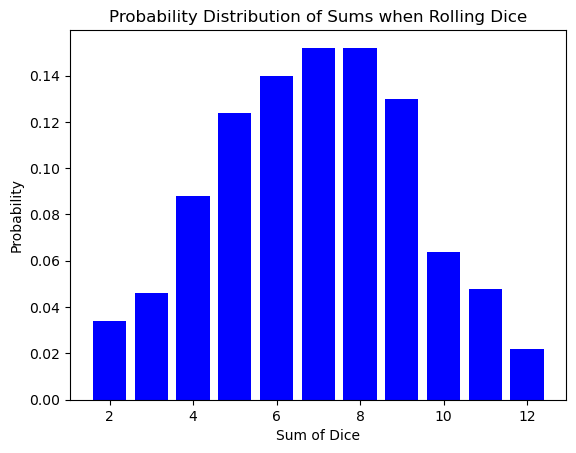 Probability Distribution of Sums when Rolling Dice
0.14
0.12
0.10
0.08
0.06
0.04
0.02
0.00
Probability
2 4 6 8 10 12
Sum of Dice